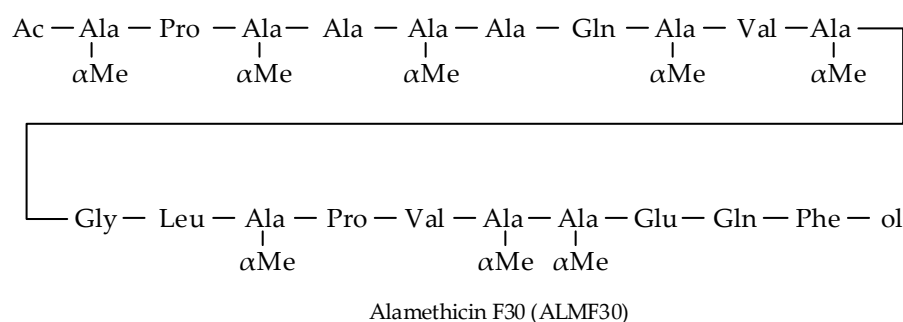 Ac — Ala — Pro — Ala — Ala — Ala — Ala — Gln — Ala — Val — Ala
αMe αMe αMe αMe αMe
Gly — Leu — Ala — Pro — Val — Ala — Ala — Glu — Gln — Phe — ol
αMe αMe αMe
Alamethicin F30 (ALMF30)